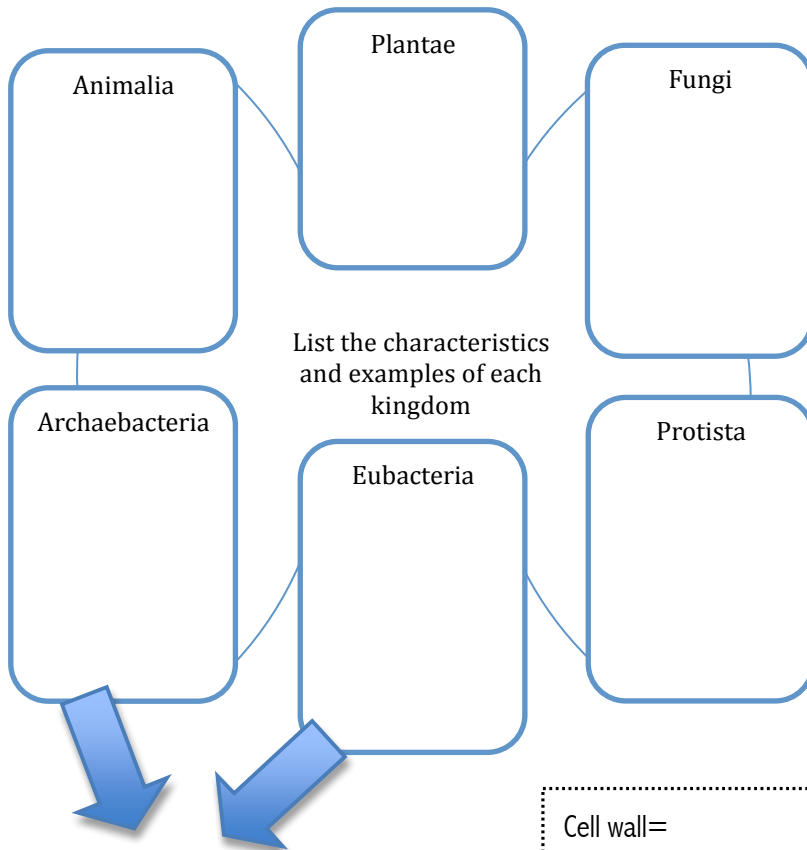 Animalia
Plantae
Fungi
List the characteristics
and examples of each
kingdom
Archaebacteria
Eubacteria
Protista
Cell wall=